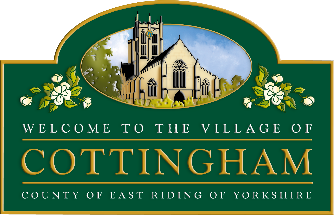 WELCOME TO THE VILLAGE OF
COTTINGHAM
COUNTY OF EAST RIDING OF YORKSHIRE